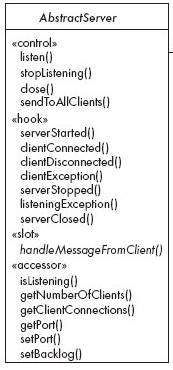 AbstractServer
«control»
listen()
stopListening()
close()
sendToAllClients()
«hook»
serverStarted()
clientConnected()
clientDisconnected()
clientException()
serverStopped()
listeningException()
serverClosed()
«slot»
handleMessageFromClient()
«accessor»
isListening()
getNumberOfClients()
getClientConnections()
getPort()
setPort()
setBacklog()